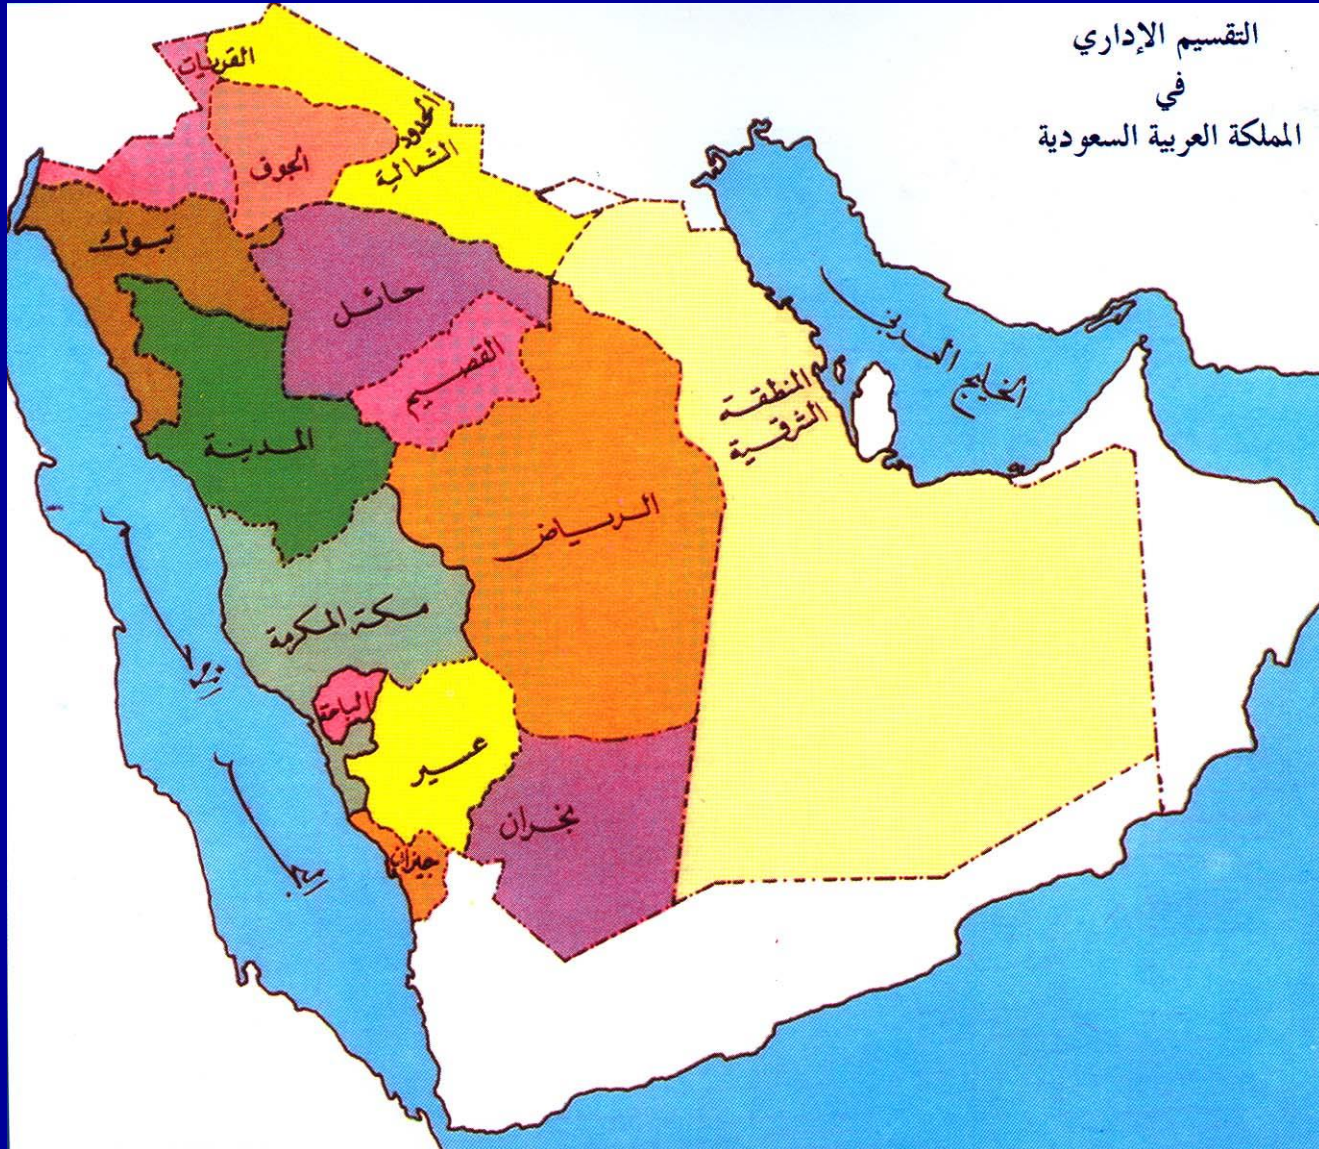 التقسيم الإداري
في
المملكة العربية السعودية
القريات
الحدود
الشمالية
الجوف
تبوك
حائل
القصيم
المنطقة
الشرقية
الخليج العربي
المدينة
الرياض
مكة المكرمة
الباحة
عسير
نجران
جيزان